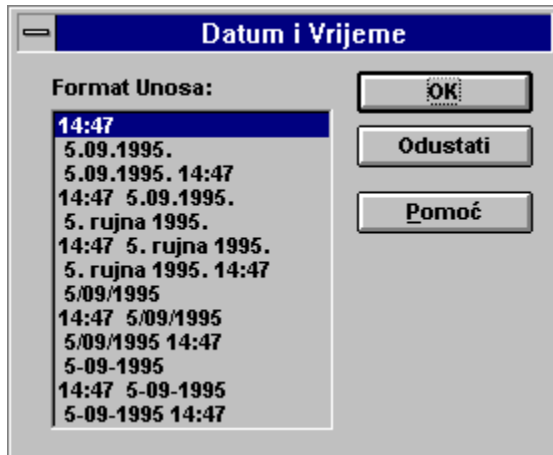 Datum i Vrijeme
Format Unosa:
14:47
5.09.1995.
5.09.1995. 14:47
14:47 5.09.1995.
5. rujna 1995.
14:47 5. rujna 1995.
5. rujna 1995. 14:47
5/09/1995
14:47 5/09/1995
5/09/1995 14:47
5-09-1995
14:47 5-09-1995
5-09-1995 14:47
OK
Odustati
Pomoć